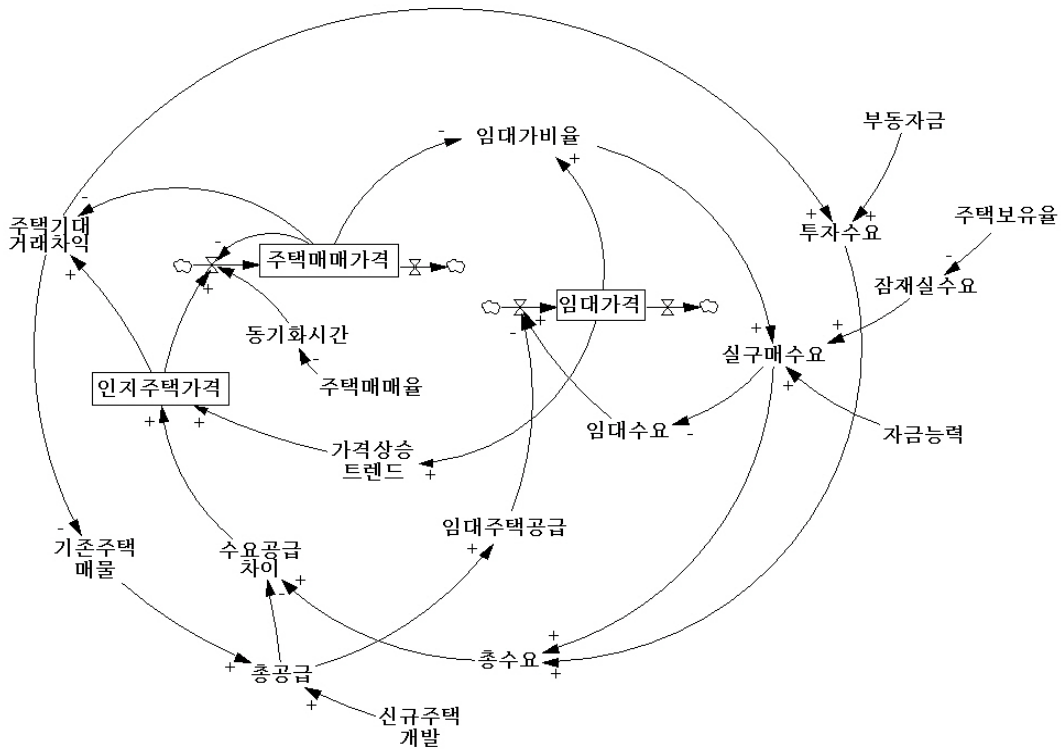 부동자금
임대가비율
주택보유율
주택기대
거래차익
투자수요
주택매매가격
잠재실수요
임대가격
동기화시간
실구매수요
주택매매율
인지주택가격
임대수요
자금능력
가격상승
트렌드
임대주택공급
기존주택
매물
수요공급
차이
총수요
총공급
신규주택
개발